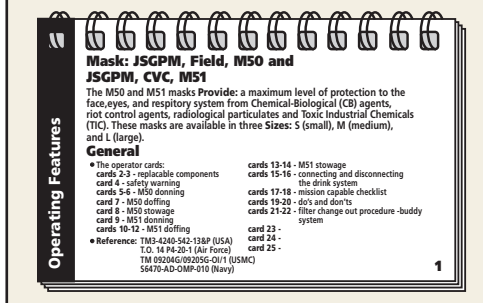 Mask: JSGPM, Field, M50 and
JSGPM, CVC, M51
The M50 and M51 masks Provide: a maximum level of protection to the
face,eyes, and respitory system from Chemical-Biological (CB) agents,
riot control agents, radiological particulates and Toxic Industrial Chemicals
(TIC). These masks are available in three Sizes: S (small), M (medium),
and L (large).
General
• The operator cards:
cards 2-3 - replacable components
card 4 - safety warning
cards 5-6 - M50 donning
card 7 - M50 doffing
card 8 - M50 stowage
card 9 - M51 donning
cards 10-12 - M51 doffing
• Reference: TM3-4240-542-13&P (USA)
T.O. 14 P4-20-1 (Air Force)
TM 09204G/09205G-OI/1 (USMC)
S6470-AD-OMP-010 (Navy)
cards 13-14 - M51 stowage
cards 15-16 - connecting and disconnecting
the drink system
cards 17-18 - mission capable checklist
cards 19-20 - do's and don'ts
cards 21-22 - filter change out procedure -buddy
system
card 23 -
card 24 -
card 25 -
Operating Features
1